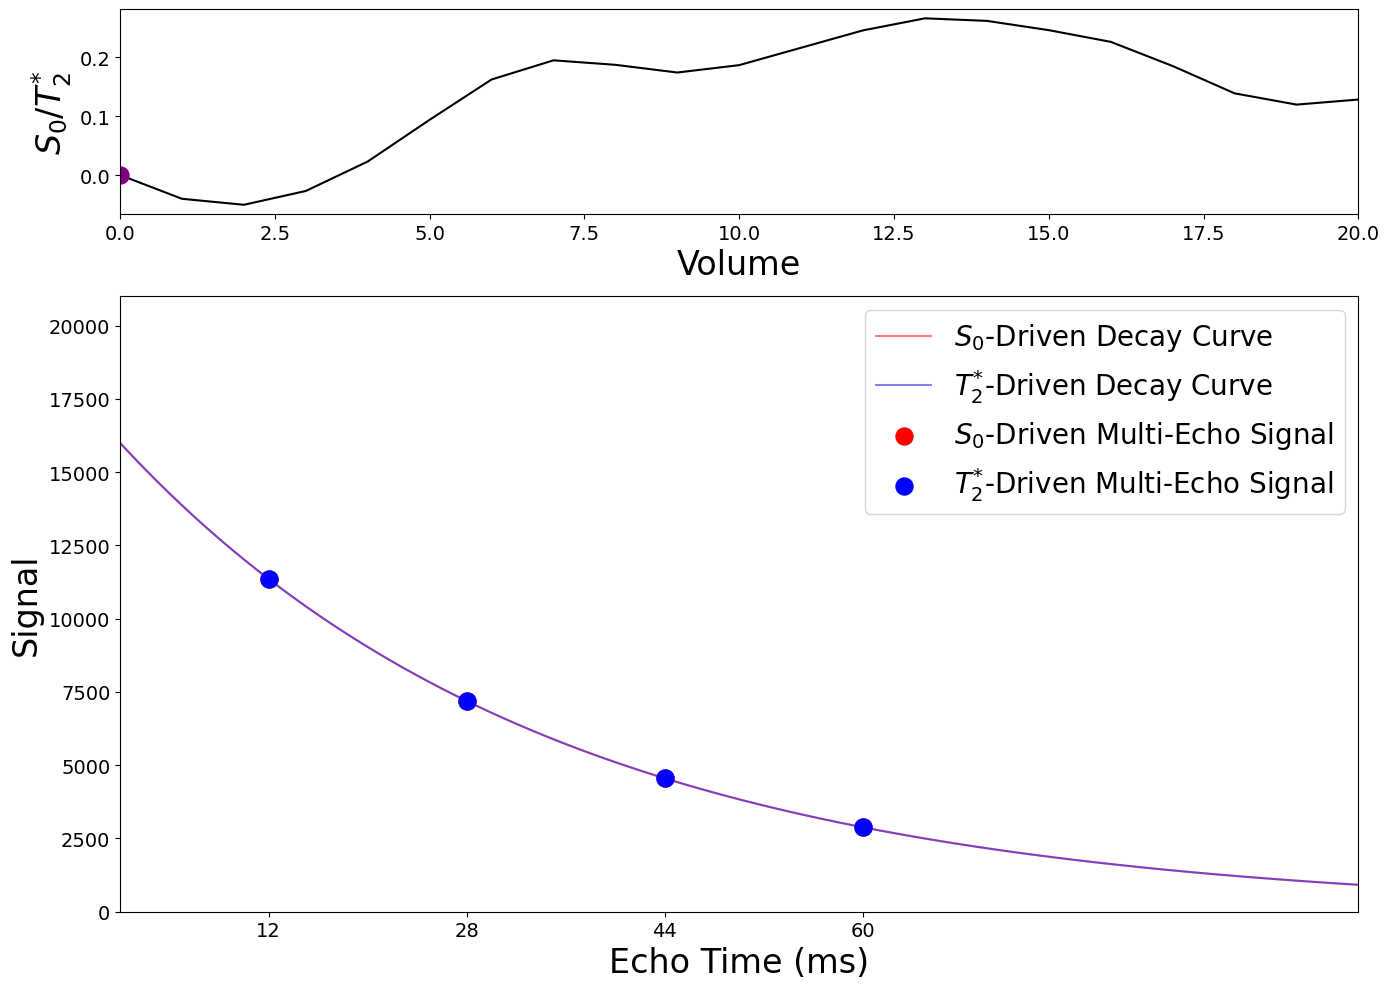 S₀/T₂*
0.2
0.1
0.0
0.0 2.5 5.0 7.5 10.0 12.5 15.0 17.5 20.0
Volume
Signal
20000
17500
15000
12500
10000
7500
5000
2500
0
S₀-Driven Decay Curve
T₂*-Driven Decay Curve
S₀-Driven Multi-Echo Signal
T₂*-Driven Multi-Echo Signal
12 28 44 60
Echo Time (ms)